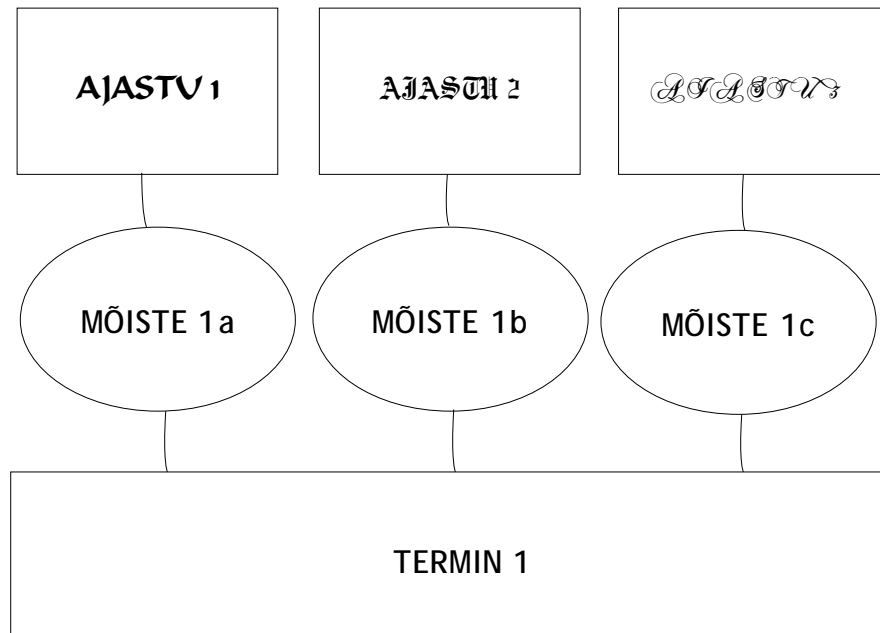 AJASTU 1
AJASTU 2
AJASTU 3
MÕISTE 1a
MÕISTE 1b
MÕISTE 1c
TERMIN 1